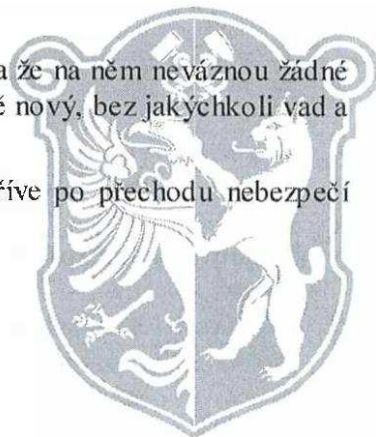 a že na něm neváznou žádné
ě nový, bez jakýchkoli vad a
říve po přechodu nebezpečí